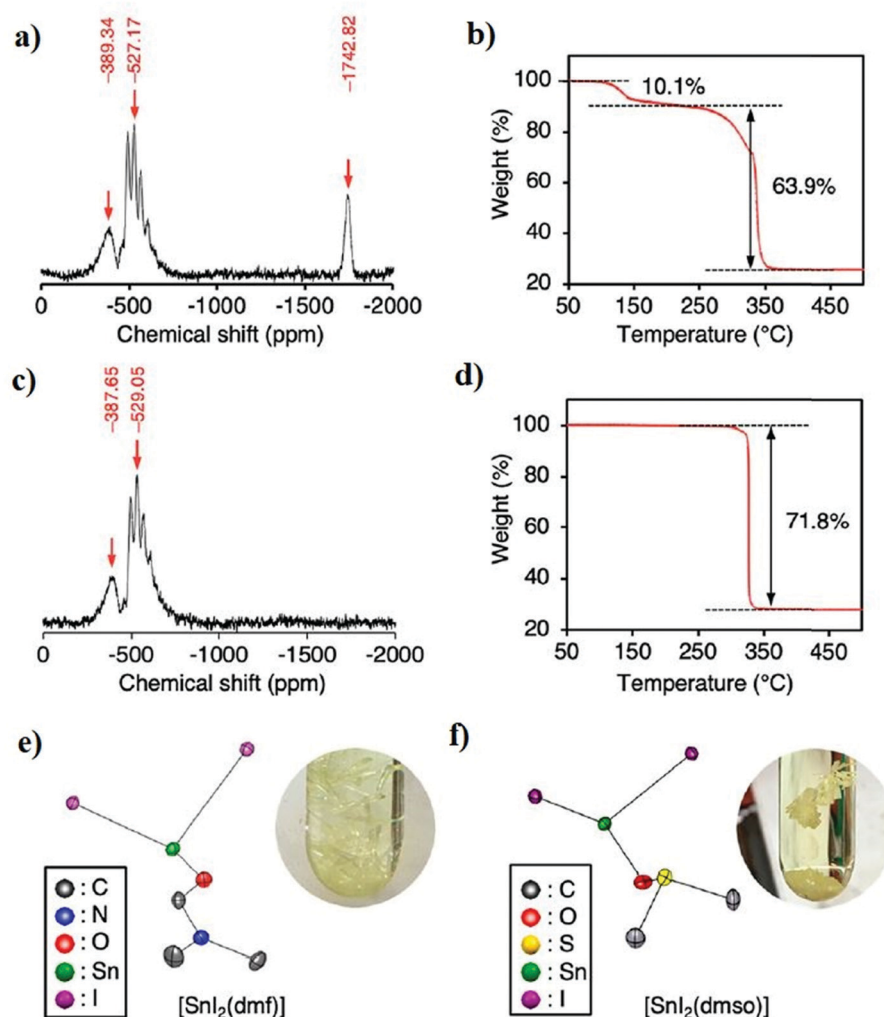 a)
−389.34
−527.17
−1742.82
0 -500 -1000 -1500 -2000
Chemical shift (ppm)
b)
100
80
60
40
20
10.1%
63.9%
Weight (%)
50 150 250 350 450
Temperature (°C)
c)
−387.65
−529.05
0 -500 -1000 -1500 -2000
Chemical shift (ppm)
d)
100
80
60
40
20
71.8%
Weight (%)
50 150 250 350 450
Temperature (°C)
e)
: C
: N
: O
: Sn
: I
[SnI₂(dmf)]
f)
: C
: O
: S
: Sn
: I
[SnI₂(dmso)]